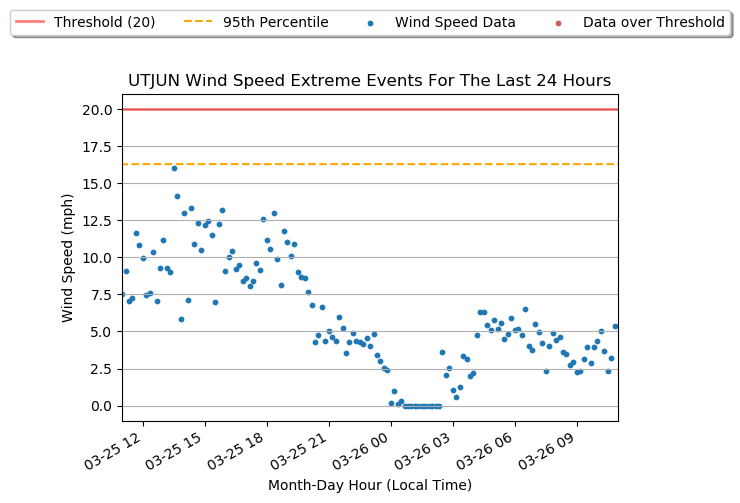 Threshold (20) 95th Percentile Wind Speed Data Data over Threshold
UTJUN Wind Speed Extreme Events For The Last 24 Hours
Wind Speed (mph)
20.0
17.5
15.0
12.5
10.0
7.5
5.0
2.5
0.0
03-25 12 03-25 15 03-25 18 03-25 21 03-26 00 03-26 03 03-26 06 03-26 09
Month-Day Hour (Local Time)